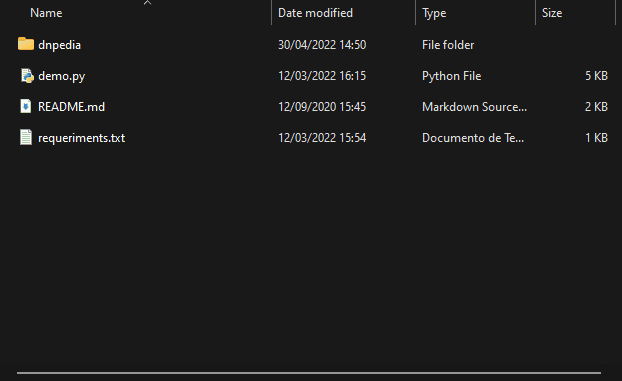 Name Date modified Type Size
dnpedia 30/04/2022 14:50 File folder
demo.py 12/03/2022 16:15 Python File 5 KB
README.md 12/09/2020 15:45 Markdown Source... 2 KB
requeriments.txt 12/03/2022 15:54 Documento de Te... 1 KB